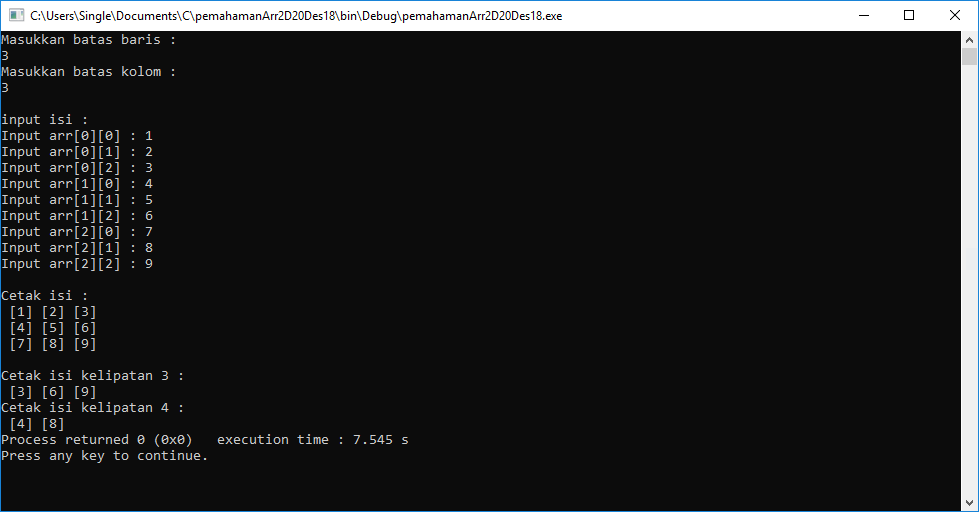 C:\Users\Single\Documents\C\pemahamanArr2D20Des18\bin\Debug\pemahamanArr2D20Des18.exe
Masukkan batas baris :
3
Masukkan batas kolom :
3
input isi :
Input arr[0][0] : 1
Input arr[0][1] : 2
Input arr[0][2] : 3
Input arr[1][0] : 4
Input arr[1][1] : 5
Input arr[1][2] : 6
Input arr[2][0] : 7
Input arr[2][1] : 8
Input arr[2][2] : 9
Cetak isi :
[1] [2] [3]
[4] [5] [6]
[7] [8] [9]
Cetak isi kelipatan 3 :
[3] [6] [9]
Cetak isi kelipatan 4 :
[4] [8]
Process returned 0 (0x0)   execution time : 7.545 s
Press any key to continue.